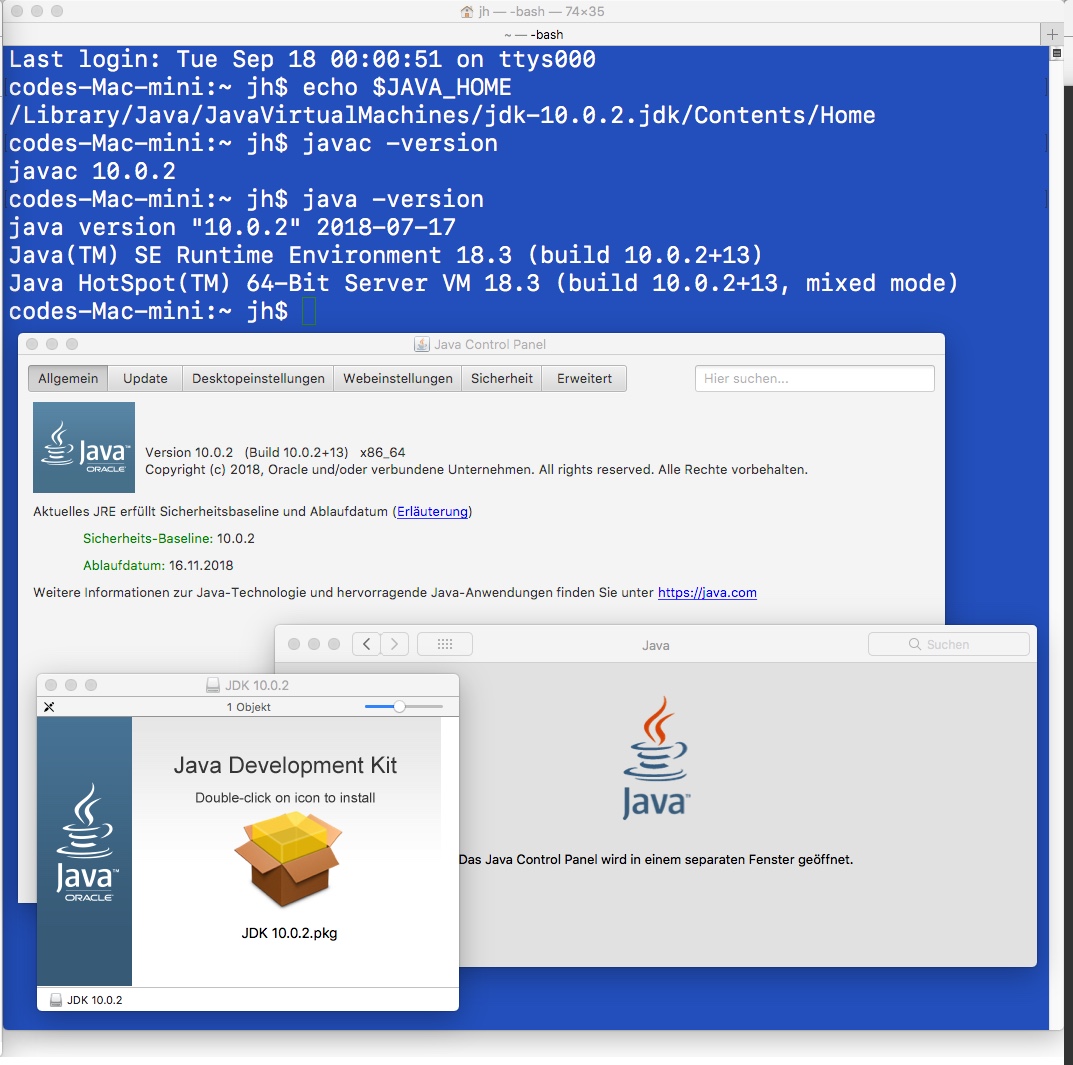 jh — -bash — 74×35
~ — -bash
Last login: Tue Sep 18 00:00:51 on ttys000
codes-Mac-mini:~ jh$ echo $JAVA_HOME
/Library/Java/JavaVirtualMachines/jdk-10.0.2.jdk/Contents/Home
codes-Mac-mini:~ jh$ javac -version
javac 10.0.2
codes-Mac-mini:~ jh$ java -version
java version "10.0.2" 2018-07-17
Java(TM) SE Runtime Environment 18.3 (build 10.0.2+13)
Java HotSpot(TM) 64-Bit Server VM 18.3 (build 10.0.2+13, mixed mode)
codes-Mac-mini:~ jh$
Java Control Panel
Allgemein Update Desktopeinstellungen Webeinstellungen Sicherheit Erweitert Hier suchen...
Java™
ORACLE
Version 10.0.2 (Build 10.0.2+13) x86_64
Copyright (c) 2018, Oracle und/oder verbundene Unternehmen. All rights reserved. Alle Rechte vorbehalten.
Aktuelles JRE erfüllt Sicherheitsbaseline und Ablaufdatum (Erläuterung)
Sicherheits-Baseline: 10.0.2
Ablaufdatum: 16.11.2018
Weitere Informationen zur Java-Technologie und hervorragende Java-Anwendungen finden Sie unter https://java.com
Java Suchen
Java™
Das Java Control Panel wird in einem separaten Fenster geöffnet.
JDK 10.0.2
1 Objekt
Java Development Kit
Double-click on icon to install
Java™
ORACLE
JDK 10.0.2.pkg
JDK 10.0.2